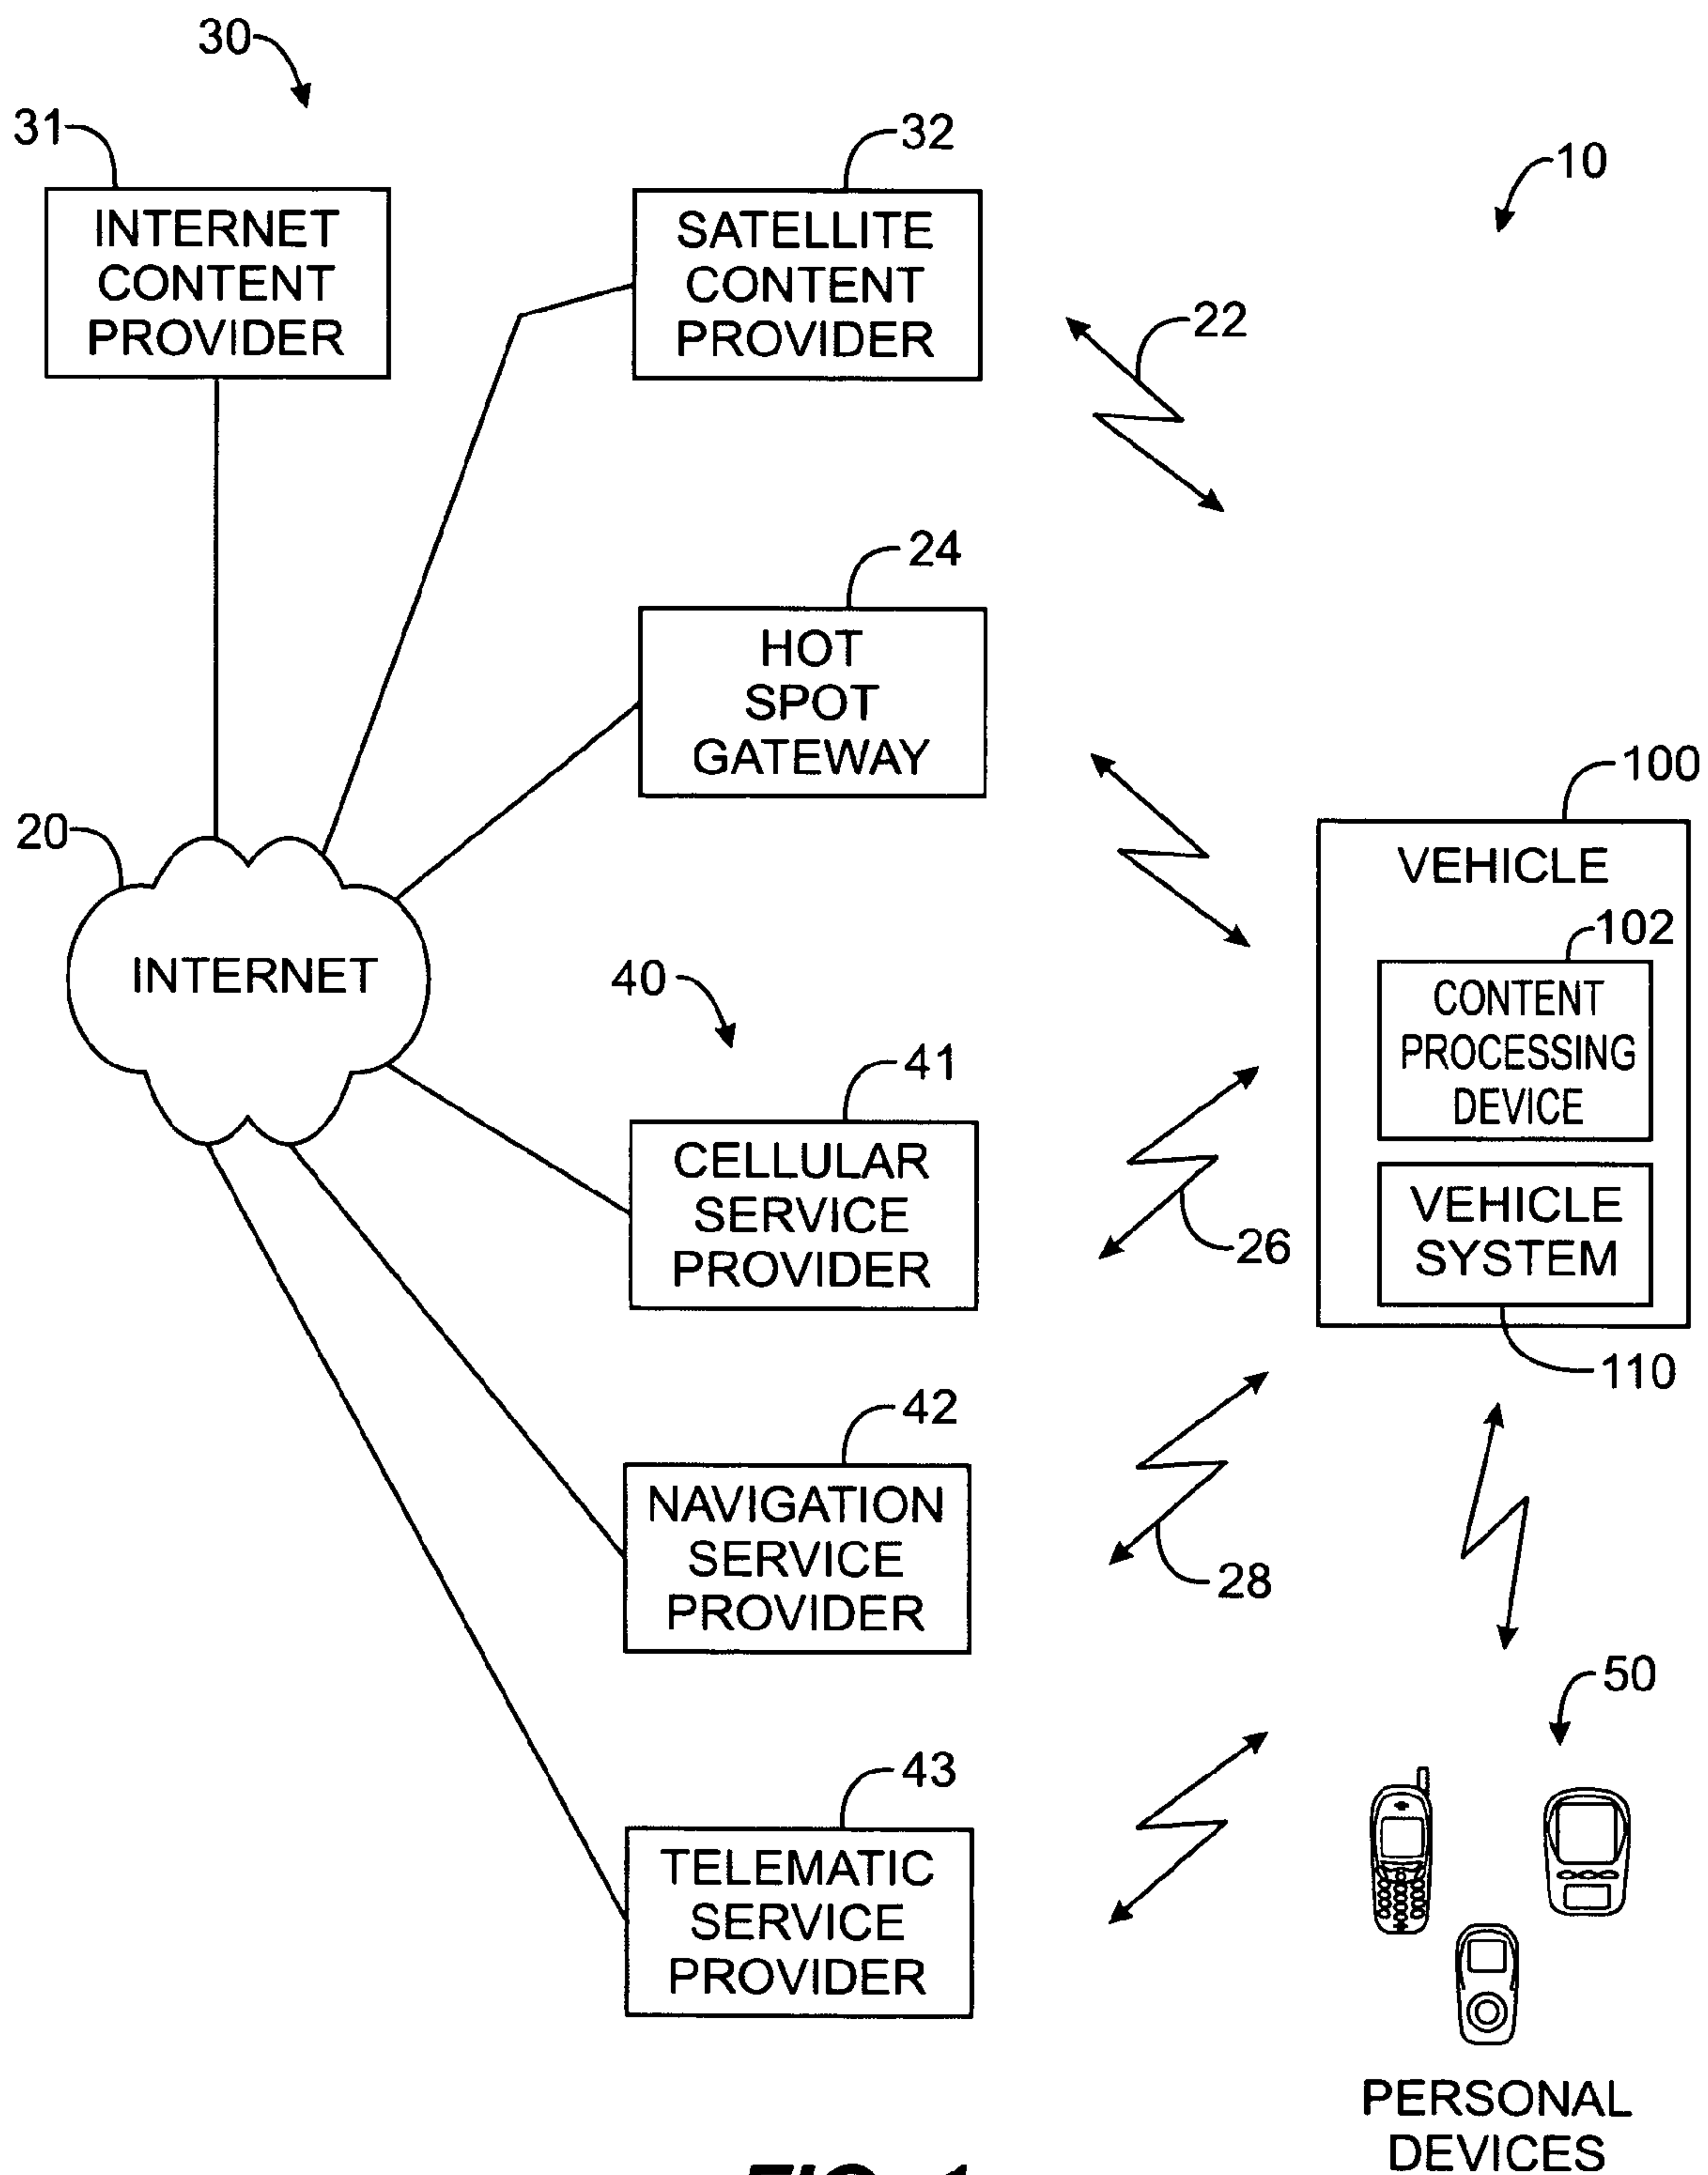 30
31
32
10
INTERNET
CONTENT
PROVIDER
SATELLITE
CONTENT
PROVIDER
22
24
HOT
SPOT
GATEWAY
100
VEHICLE
20
INTERNET
102
CONTENT
PROCESSING
DEVICE
40
41
CELLULAR
SERVICE
PROVIDER
26
VEHICLE
SYSTEM
110
42
NAVIGATION
SERVICE
PROVIDER
28
50
43
TELEMATIC
SERVICE
PROVIDER
PERSONAL
DEVICES
FIG. 1